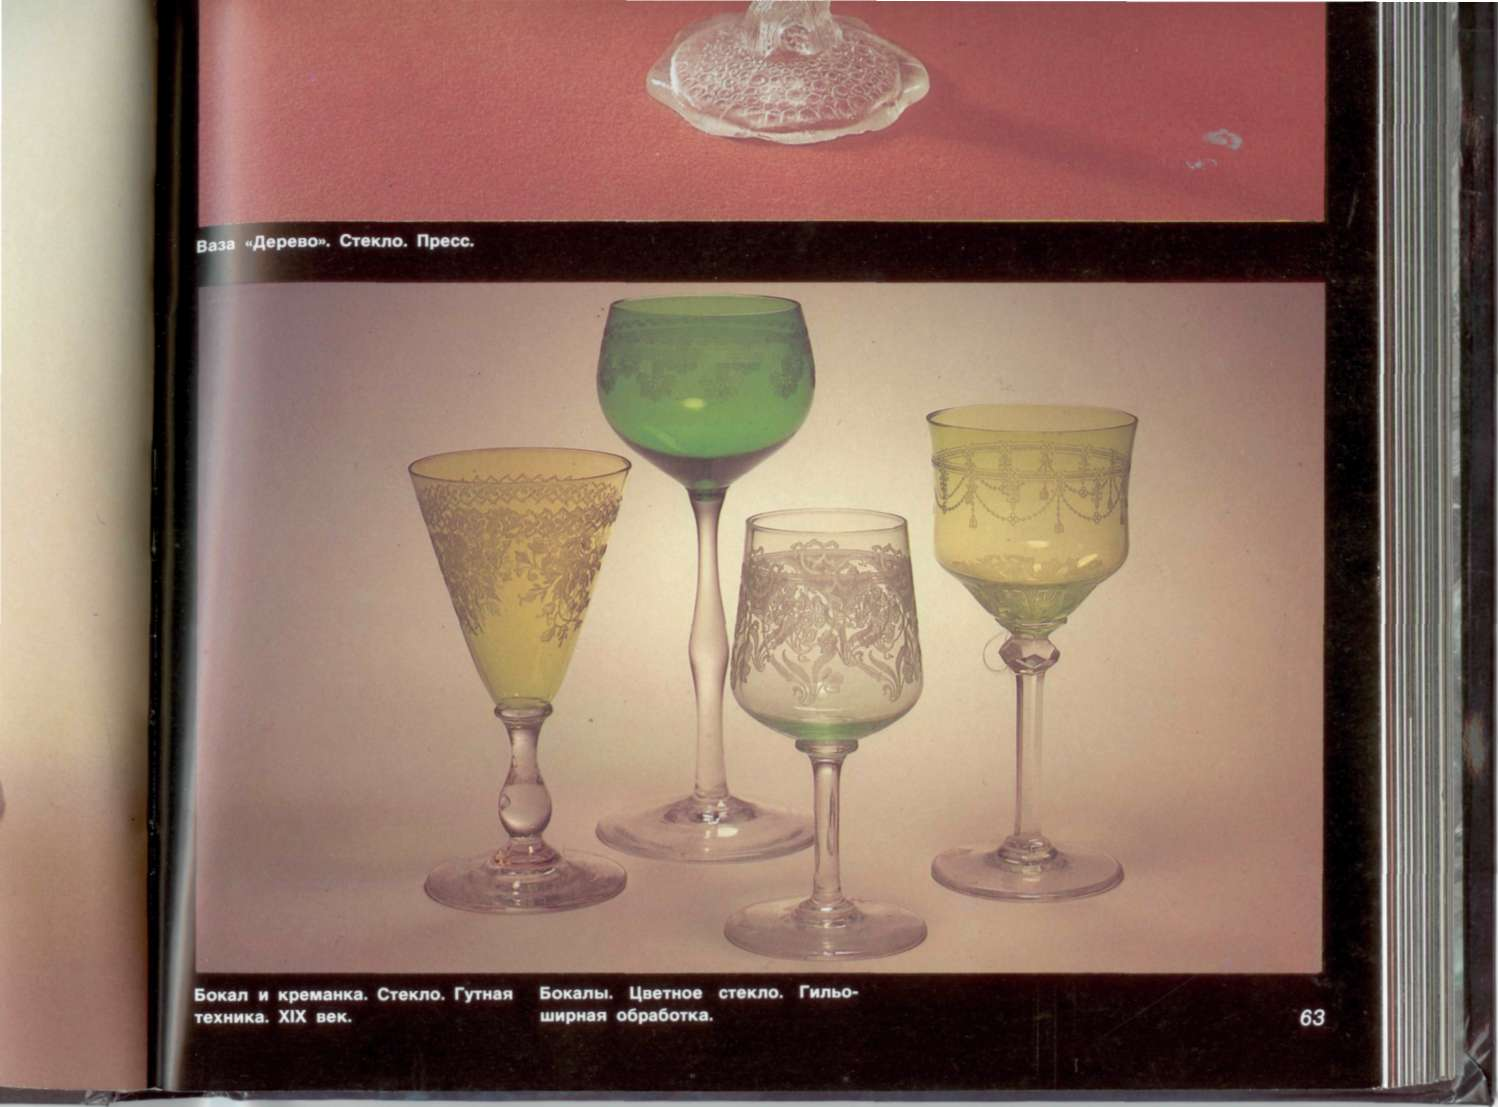 Ваза «Дерево». Стекло. Пресс.
Бокал и креманка. Стекло. Гутная
техника. XIX век.
Бокалы. Цветное стекло. Гильо-
ширная обработка.
63